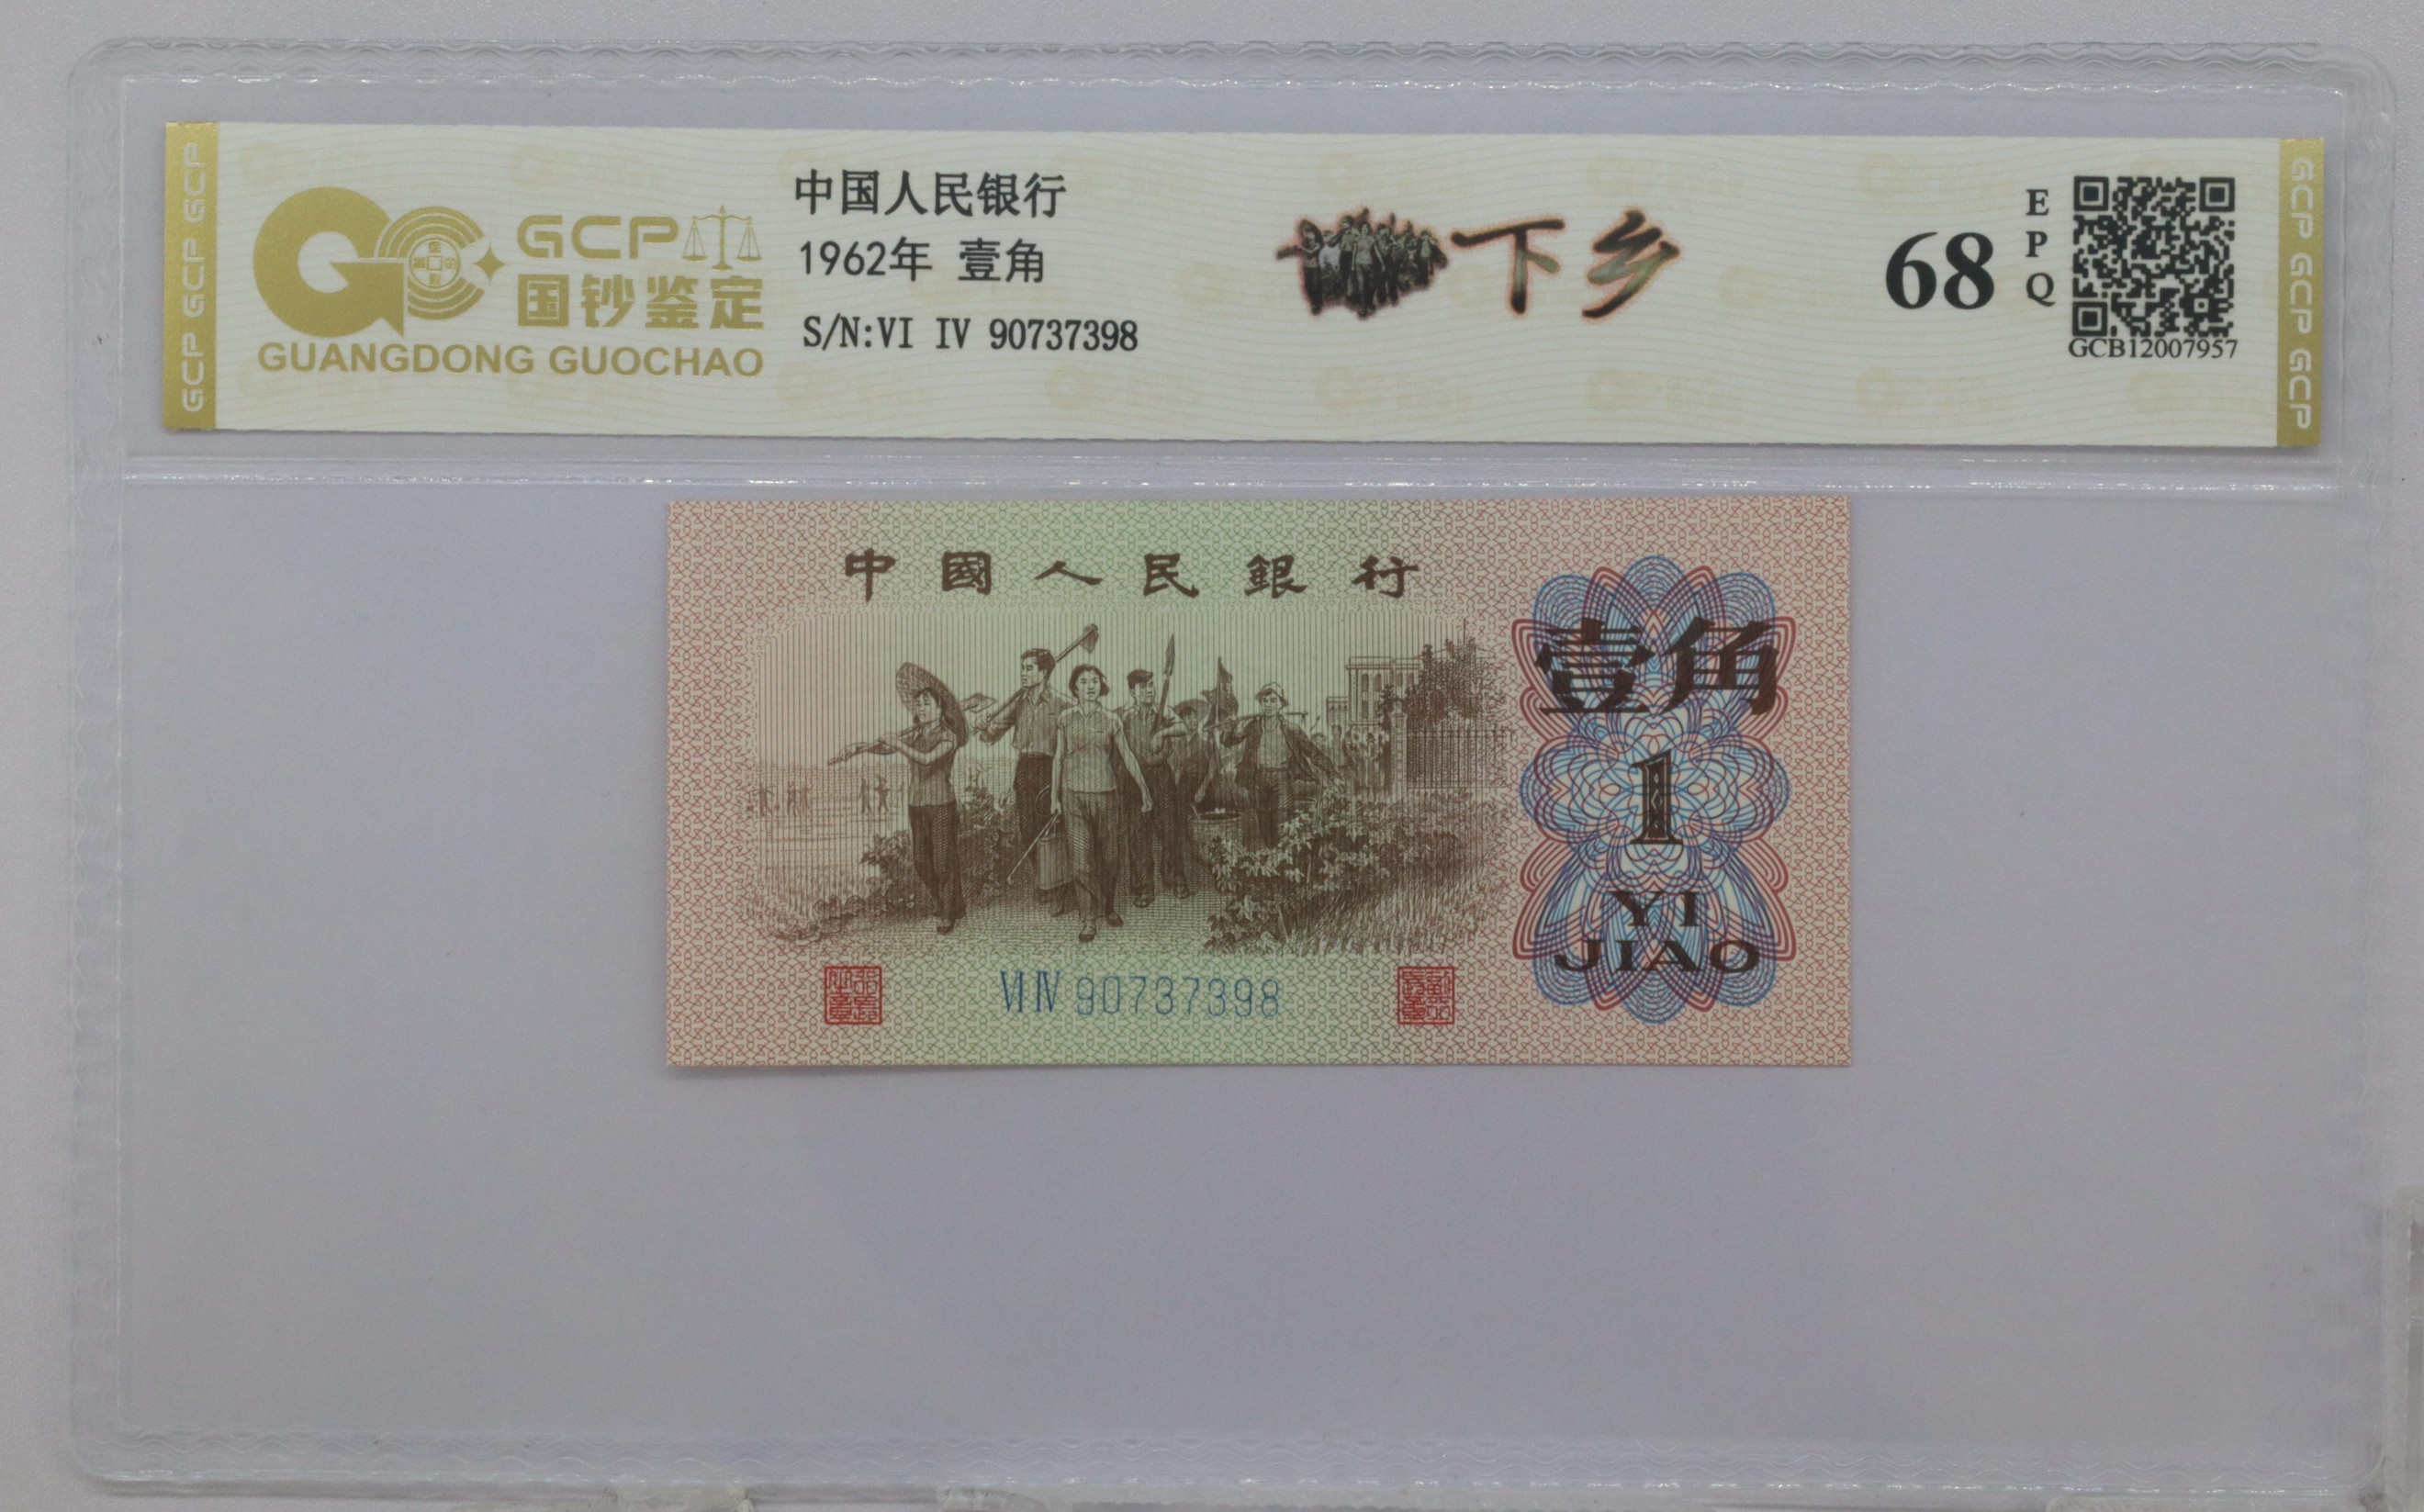 GCP GCP GCP
GCP
国钞鉴定
GUANGDONG GUOCHAO
中国人民银行
1962年 壹角
S/N:VI IV 90737398
下乡
68
EPQ
GCB12007957
GCP GCP GCP
中國人民銀行
壹角
1
YI
JIAO
VI IV 90737398